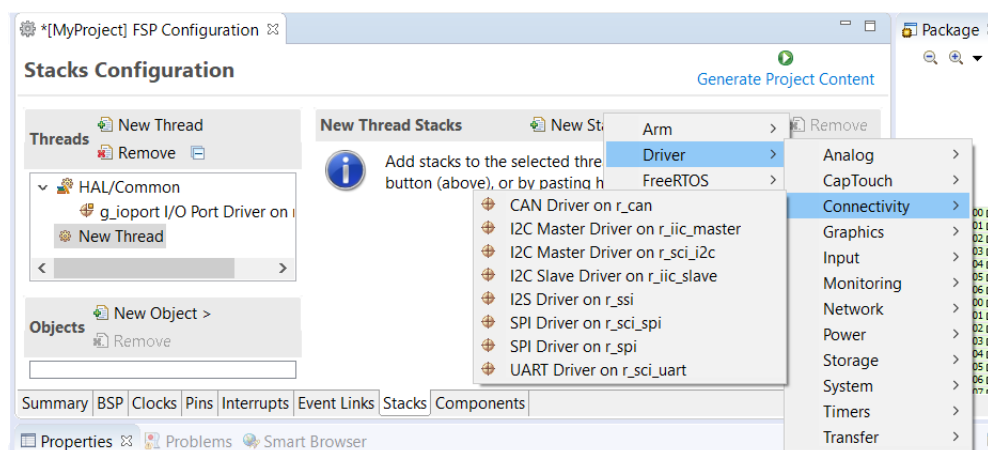 *[MyProject] FSP Configuration
Package
Stacks Configuration
Generate Project Content
Threads
New Thread
Remove
HAL/Common
g_ioport I/O Port Driver on
New Thread
Objects
New Object >
Remove
New Thread Stacks
New
Remove
Add stacks to the selected
button (above), or by pasting
Arm
Driver
FreeRTOS
Analog
CapTouch
Connectivity
Graphics
Input
Monitoring
Network
Power
Storage
System
Timers
Transfer
CAN Driver on r_can
I2C Master Driver on r_iic_master
I2C Master Driver on r_sci_i2c
I2C Slave Driver on r_iic_slave
I2S Driver on r_ssi
SPI Driver on r_sci_spi
SPI Driver on r_spi
UART Driver on r_sci_uart
Summary BSP Clocks Pins Interrupts Event Links Stacks Components
Properties Problems Smart Browser